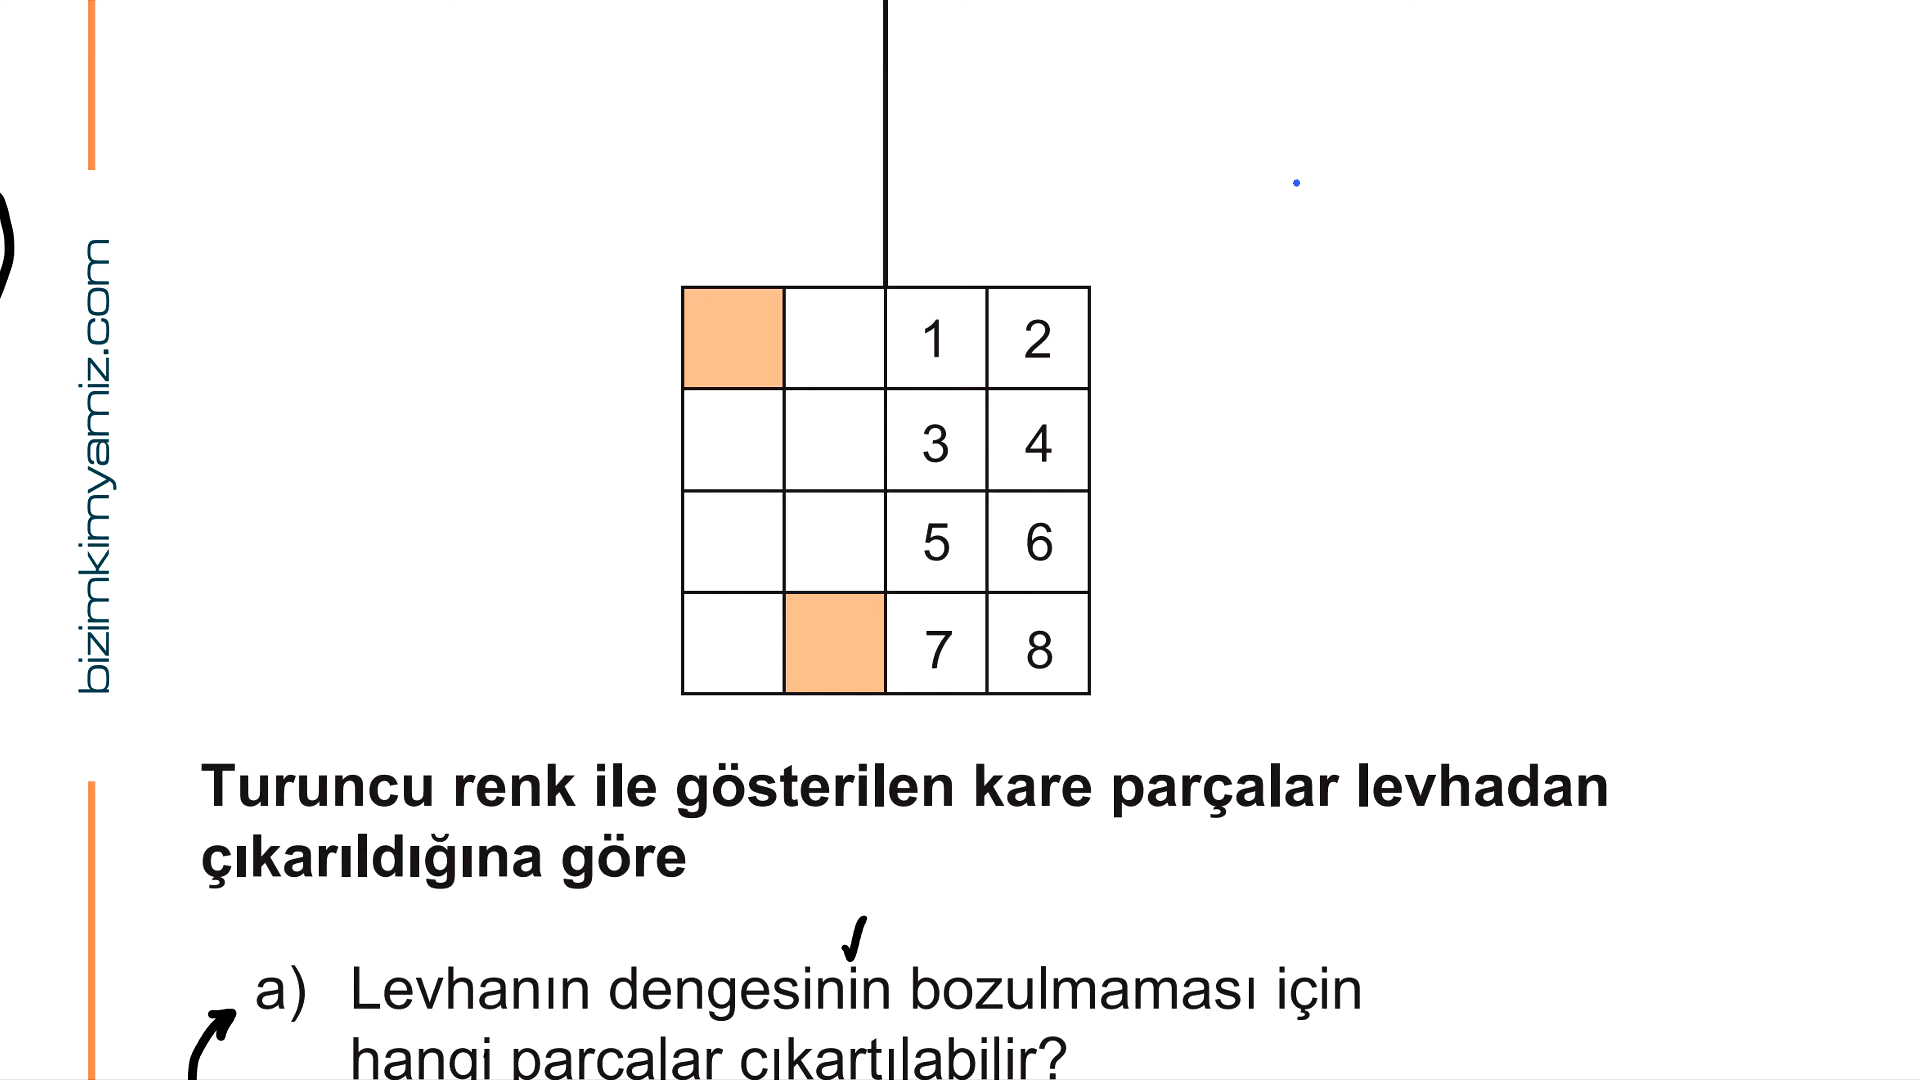 bizimkimyamiz.com
1 2
3 4
5 6
7 8
Turuncu renk ile gösterilen kare parçalar levhadan
çıkarıldığına göre
a) Levhanın dengesinin bozulmaması için
hangi parçalar çıkartılabilir?